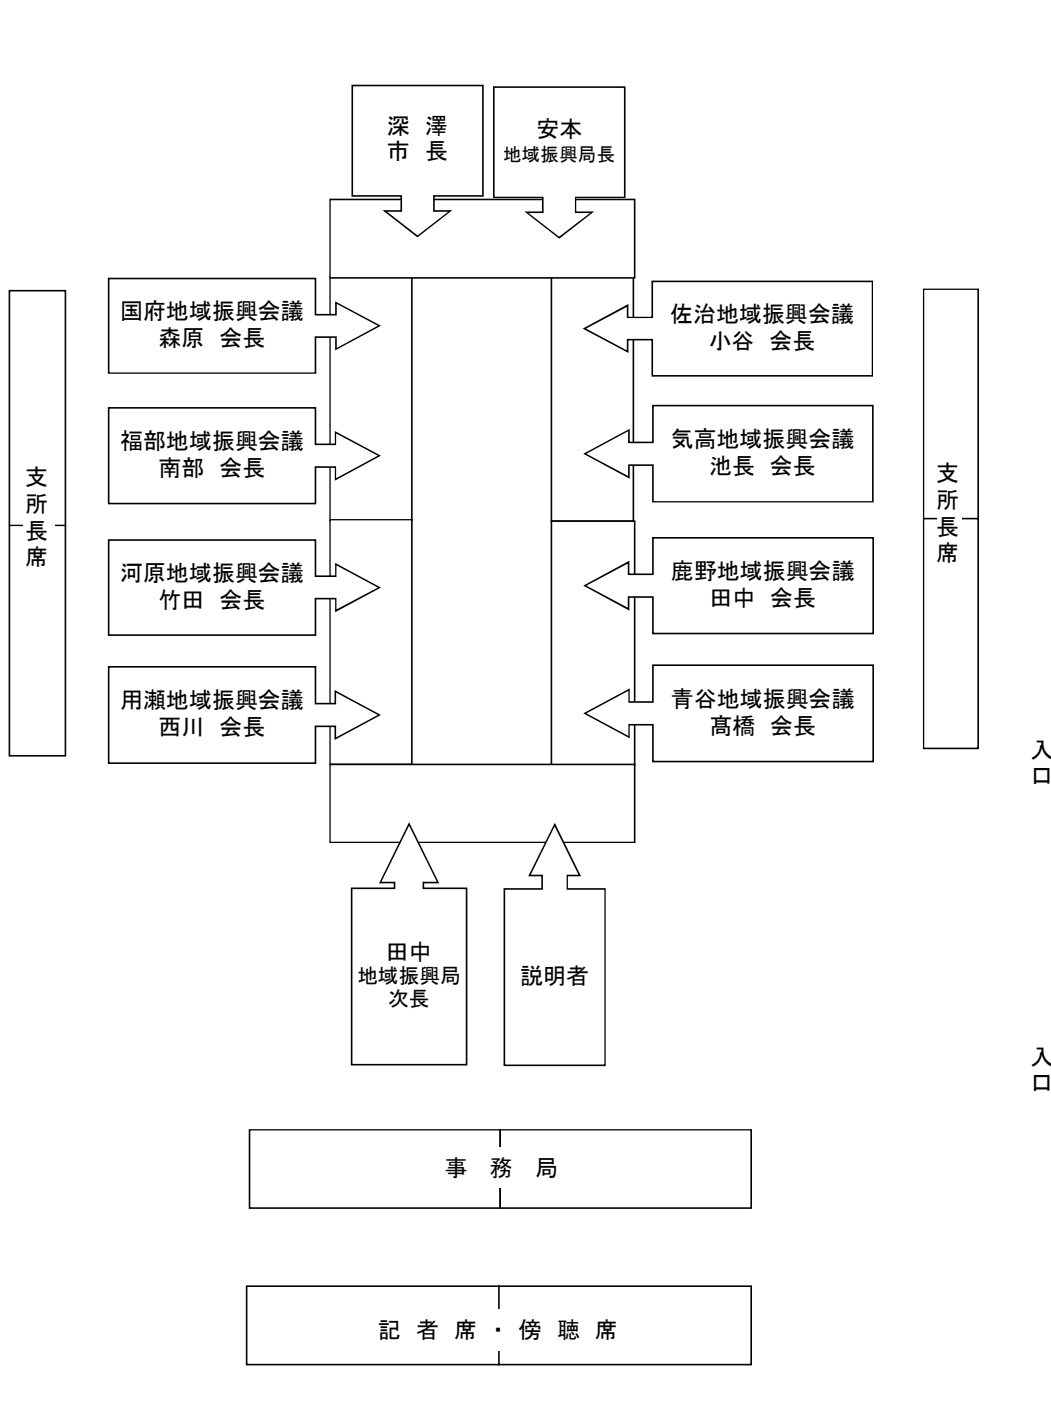 深 澤
市 長
安本
地域振興局長
国府地域振興会議
森原 会長
佐治地域振興会議
小谷 会長
福部地域振興会議
南部 会長
気高地域振興会議
池長 会長
支所長席
支所長席
河原地域振興会議
竹田 会長
鹿野地域振興会議
田中 会長
用瀬地域振興会議
西川 会長
青谷地域振興会議
髙橋 会長
入口
田中
地域振興局
次長
説明者
入口
事 務 局
記 者 席 ・ 傍 聴 席